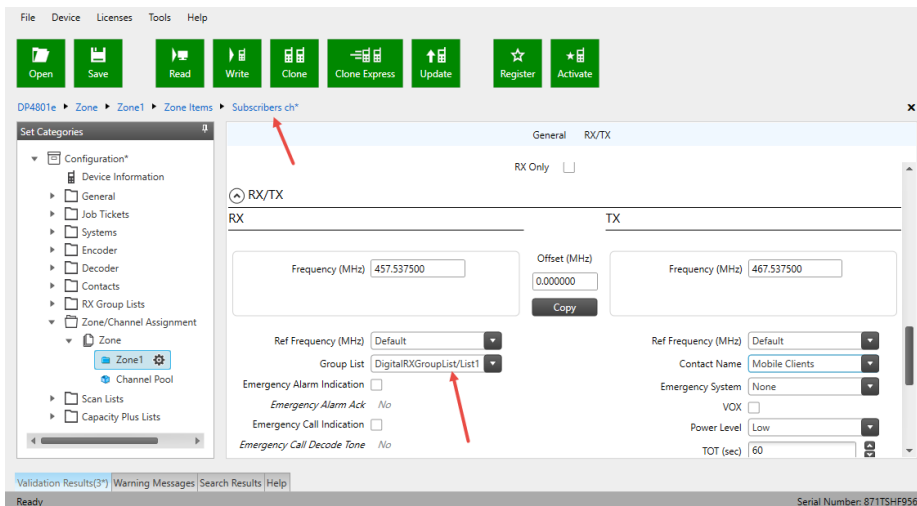 File Device Licenses Tools Help
Open Save Read Write Clone Clone Express Update Register Activate
DP4801e Zone Zone1 Zone Items Subscribers ch*
Set Categories
Configuration*
Device Information
General
Job Tickets
Systems
Encoder
Decoder
Contacts
RX Group Lists
Zone/Channel Assignment
Zone
Zone1
Channel Pool
Scan Lists
Capacity Plus Lists
General RX/TX
RX Only
RX/TX
RX TX
Offset (MHz)
Frequency (MHz) 457.537500 0.000000 Frequency (MHz) 467.537500
Copy
Ref Frequency (MHz) Default Ref Frequency (MHz) Default
Group List DigitalRXGroupList/List1 Contact Name Mobile Clients
Emergency Alarm Indication Emergency System None
Emergency Alarm Ack No VOX
Emergency Call Indication Power Level Low
Emergency Call Decode Tone No TOT (sec) 60
Validation Results(3*) Warning Messages Search Results Help
Ready Serial Number: 871TSHF956